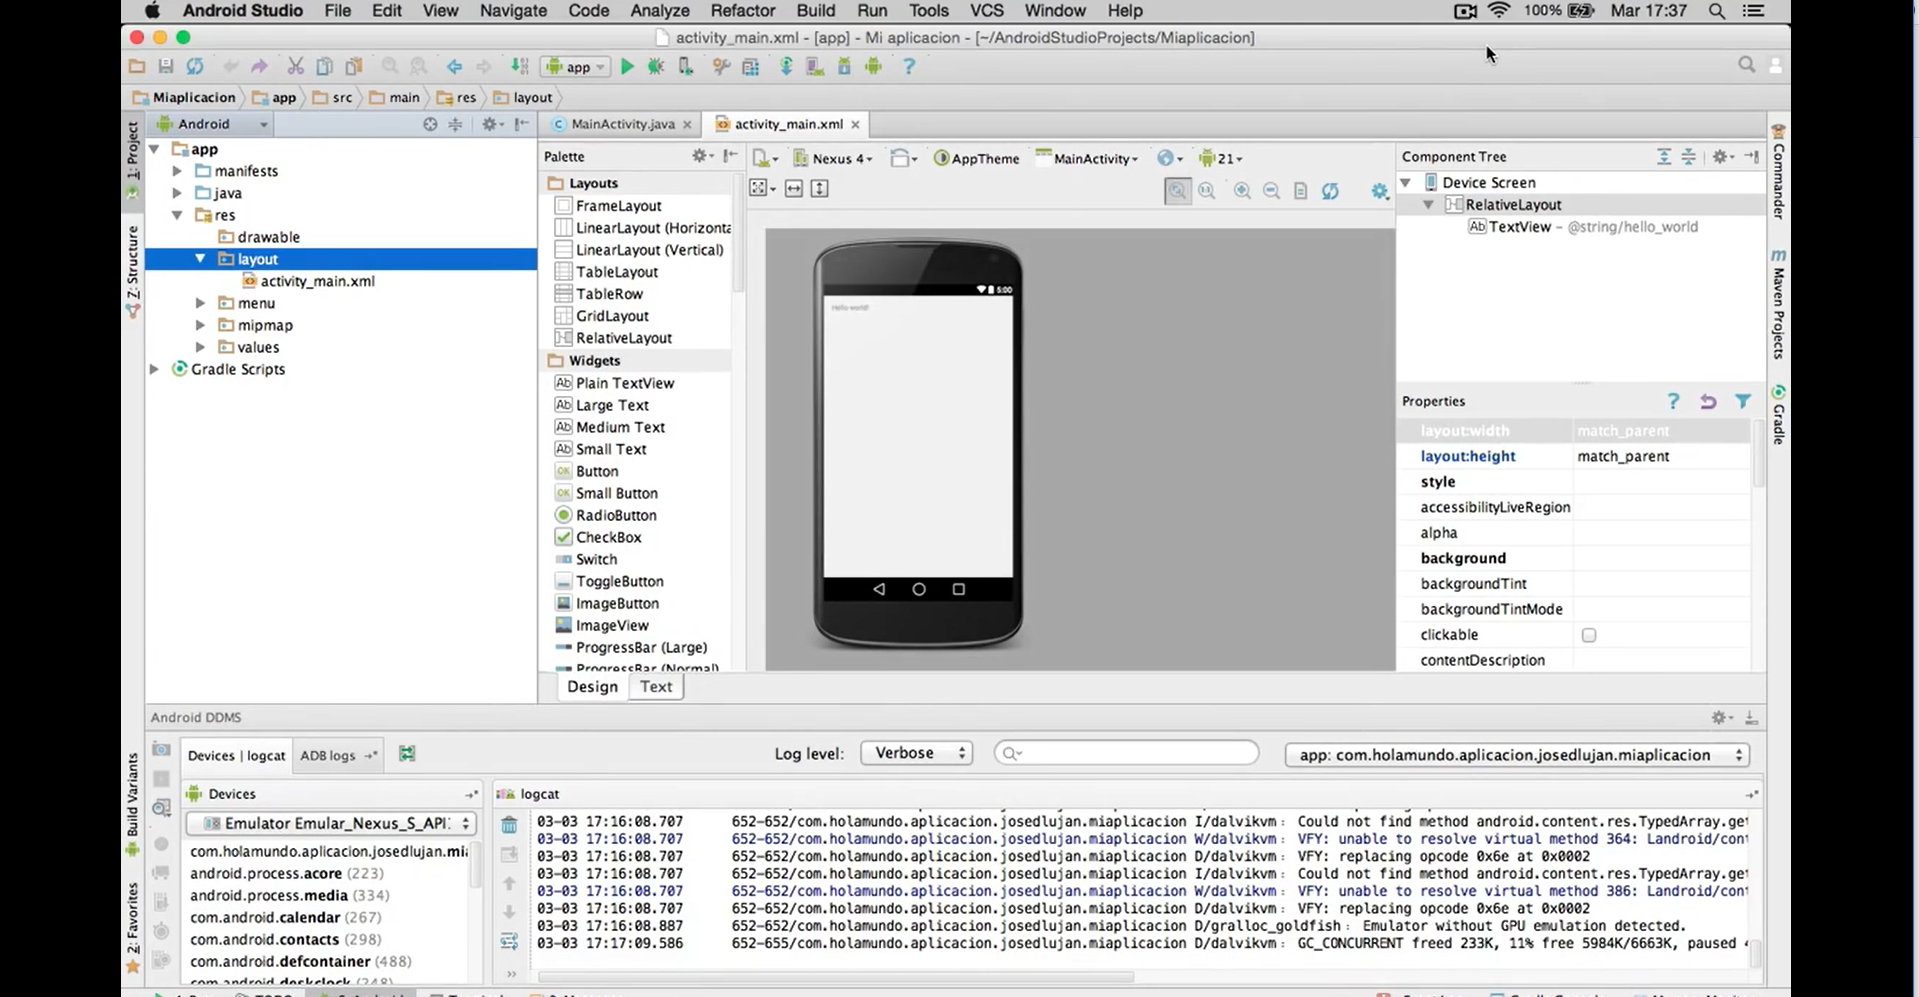 Android Studio File Edit View Navigate Code Analyze Refactor Build Run Tools VCS Window Help 100% Mar 17:37
activity_main.xml - [app] - Mi aplicacion - [~/AndroidStudioProjects/Miaplicacion]
app
Miaplicacion app src main res layout
1: Project
Z: Structure
Build Variants
2: Favorites
Android
app
manifests
java
res
drawable
layout
activity_main.xml
menu
mipmap
values
Gradle Scripts
MainActivity.java activity_main.xml
Palette
Layouts
FrameLayout
LinearLayout (Horizonta
LinearLayout (Vertical)
TableLayout
TableRow
GridLayout
RelativeLayout
Widgets
Plain TextView
Large Text
Medium Text
Small Text
Button
Small Button
RadioButton
CheckBox
Switch
ToggleButton
ImageButton
ImageView
ProgressBar (Large)
ProgressBar (Normal)
Design Text
Nexus 4 AppTheme MainActivity 21
5:00
Hello world!
Component Tree
Device Screen
RelativeLayout
TextView - @string/hello_world
Properties
layout:width match_parent
layout:height match_parent
style
accessibilityLiveRegion
alpha
background
backgroundTint
backgroundTintMode
clickable
contentDescription
Commander
Maven Projects
Gradle
Android DDMS
Devices | logcat ADB logs Log level: Verbose app: com.holamundo.aplicacion.josedlujan.miaplicacion
Devices
Emulator Emular_Nexus_S_API
com.holamundo.aplicacion.josedlujan.mia
android.process.acore (223)
android.process.media (334)
com.android.calendar (267)
com.android.contacts (298)
com.android.defcontainer (488)
com.android.deskclock (248)
logcat
03-03 17:16:08.707 652-652/com.holamundo.aplicacion.josedlujan.miaplicacion I/dalvikvm: Could not find method android.content.res.TypedArray.get
03-03 17:16:08.707 652-652/com.holamundo.aplicacion.josedlujan.miaplicacion W/dalvikvm: VFY: unable to resolve virtual method 364: Landroid/cont
03-03 17:16:08.707 652-652/com.holamundo.aplicacion.josedlujan.miaplicacion D/dalvikvm: VFY: replacing opcode 0x6e at 0x0002
03-03 17:16:08.707 652-652/com.holamundo.aplicacion.josedlujan.miaplicacion I/dalvikvm: Could not find method android.content.res.TypedArray.get
03-03 17:16:08.707 652-652/com.holamundo.aplicacion.josedlujan.miaplicacion W/dalvikvm: VFY: unable to resolve virtual method 386: Landroid/cont
03-03 17:16:08.707 652-652/com.holamundo.aplicacion.josedlujan.miaplicacion D/dalvikvm: VFY: replacing opcode 0x6e at 0x0002
03-03 17:16:08.887 652-652/com.holamundo.aplicacion.josedlujan.miaplicacion D/gralloc_goldfish: Emulator without GPU emulation detected.
03-03 17:17:09.586 652-655/com.holamundo.aplicacion.josedlujan.miaplicacion D/dalvikvm: GC_CONCURRENT freed 233K, 11% free 5984K/6663K, paused